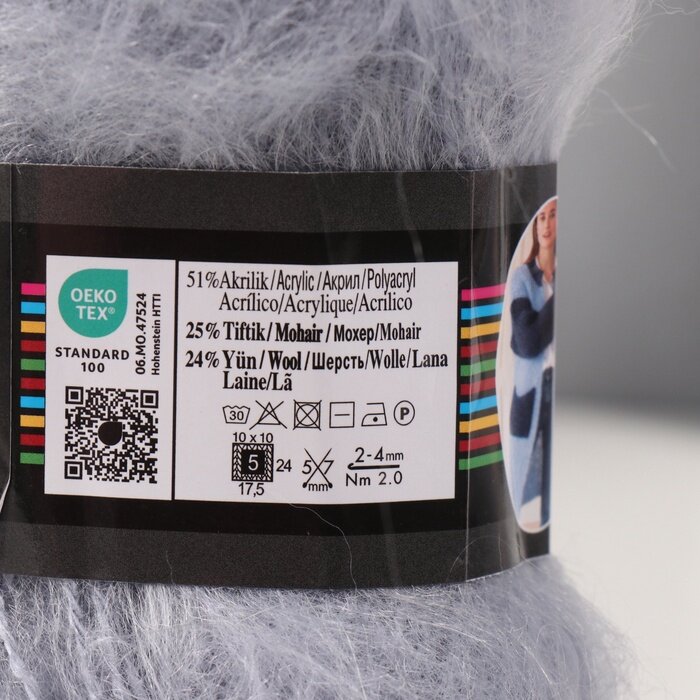 OEKO
TEX®
STANDARD
100
06.MO.47524
Hohenstein HTTI
51% Akrilik/Acrylic/Акрил/Polyacryl
Acrílico/Acrylique/Acrilico
25% Tiftik/Mohair/Мохер/Mohair
24% Yün/Wool/Шерсть/Wolle/Lana
Laine/Lã
30
P
10 x 10
5
24
17,5
5 7
mm
2-4mm
Nm 2.0